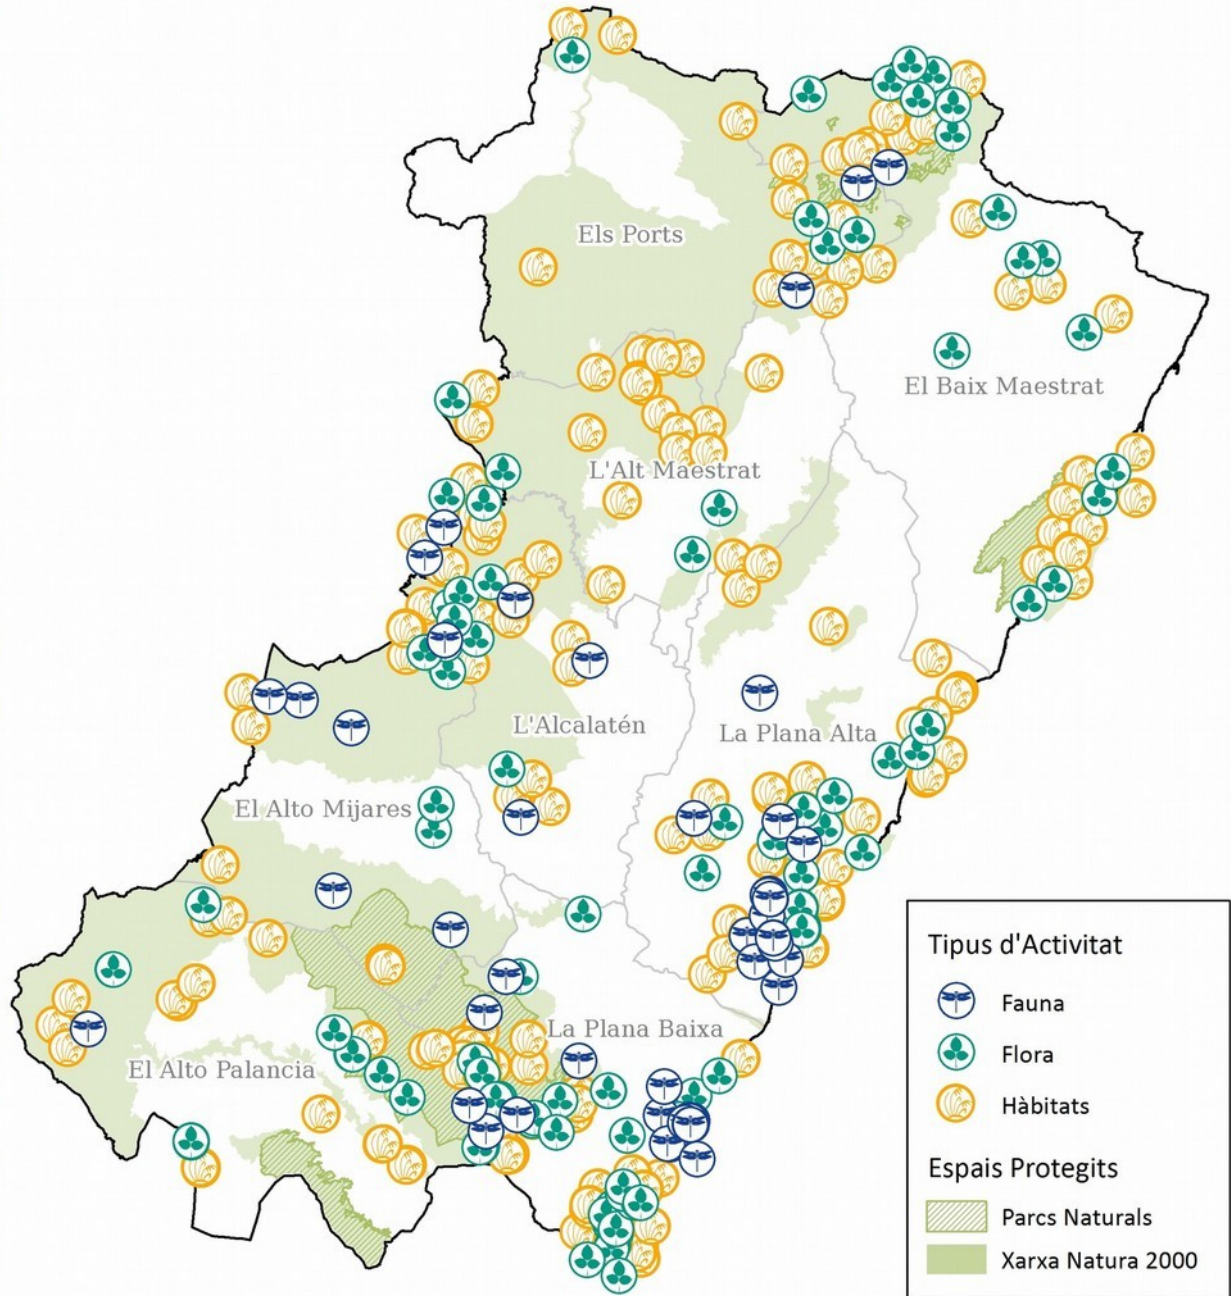 Els Ports
El Baix Maestrat
L'Alt Maestrat
L'Alcalatén
La Plana Alta
El Alto Mijares
La Plana Baixa
El Alto Palancia
Tipus d'Activitat
Fauna
Flora
Hàbitats
Espais Protegits
Parcs Naturals
Xarxa Natura 2000